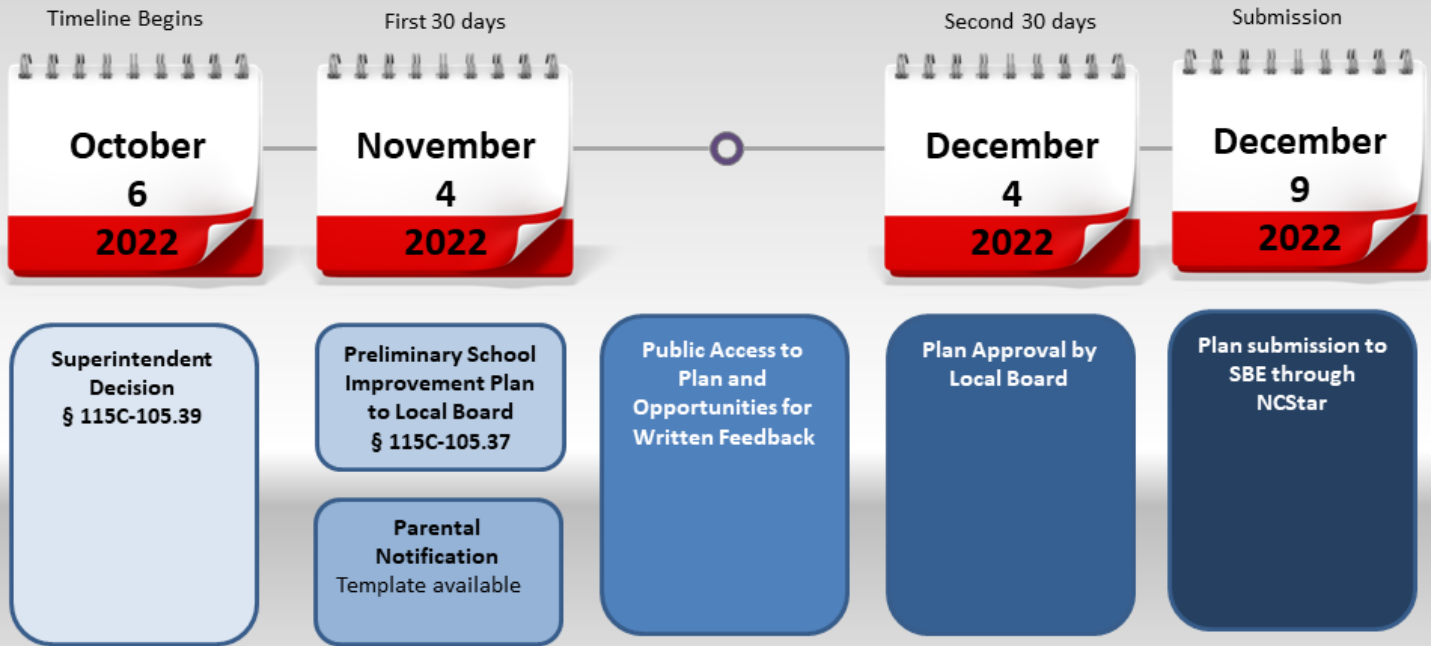 Timeline Begins
First 30 days
Second 30 days
Submission
October
6
2022
November
4
2022
December
4
2022
December
9
2022
Superintendent
Decision
§ 115C-105.39
Preliminary School
Improvement Plan
to Local Board
§ 115C-105.37
Parental
Notification
Template available
Public Access to
Plan and
Opportunities for
Written Feedback
Plan Approval by
Local Board
Plan submission to
SBE through
NCStar